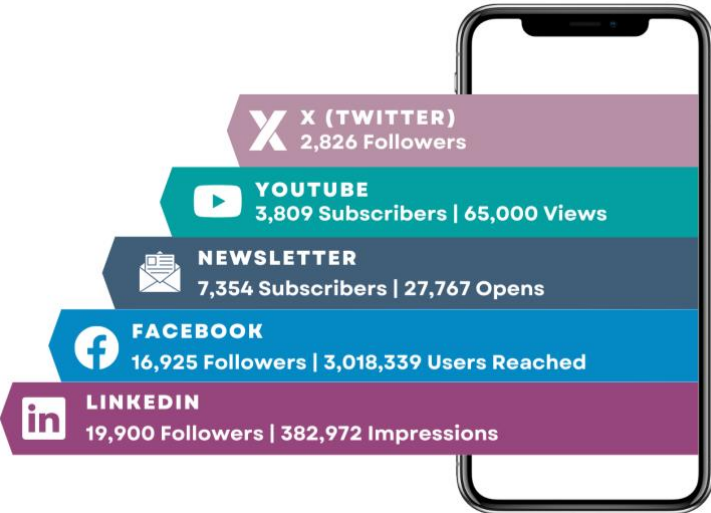 X (TWITTER)
2,826 Followers
YOUTUBE
3,809 Subscribers | 65,000 Views
NEWSLETTER
7,354 Subscribers | 27,767 Opens
FACEBOOK
16,925 Followers | 3,018,339 Users Reached
in LINKEDIN
19,900 Followers | 382,972 Impressions